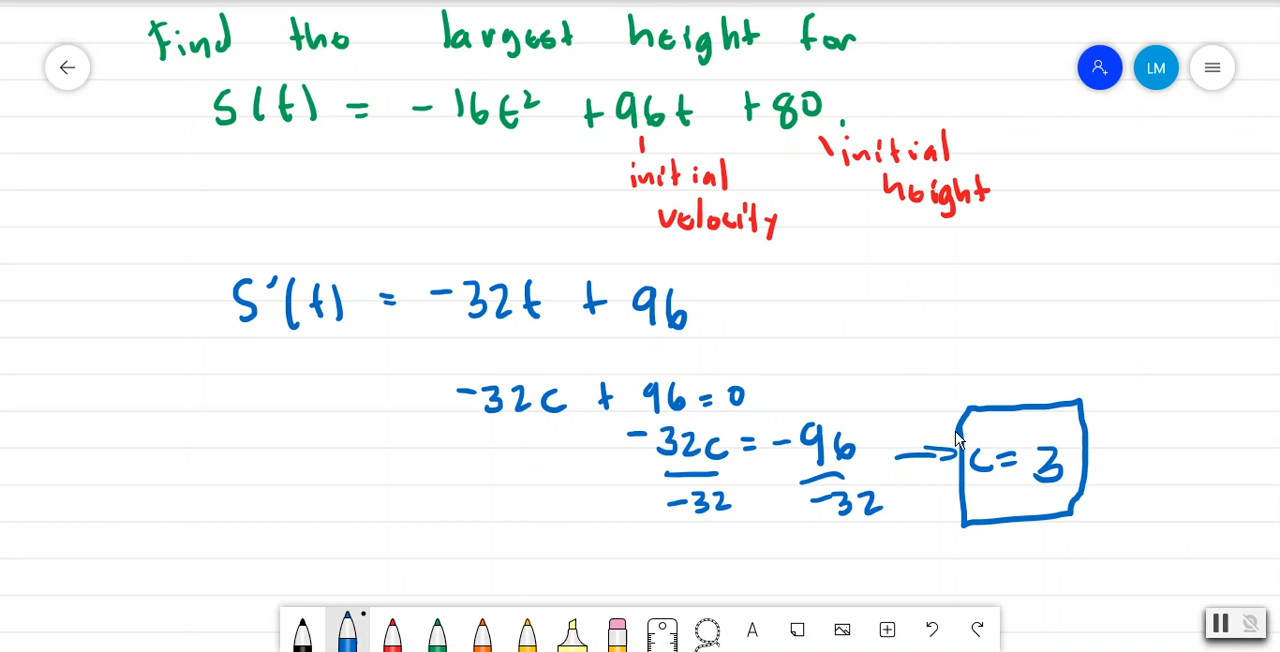 Find the largest height for
S(t) = -16t² + 96t + 80.
initial velocity
initial height
S'(t) = -32t + 96
-32c + 96 = 0
-32c = -96 → c = 3
-32 -32
LM
A